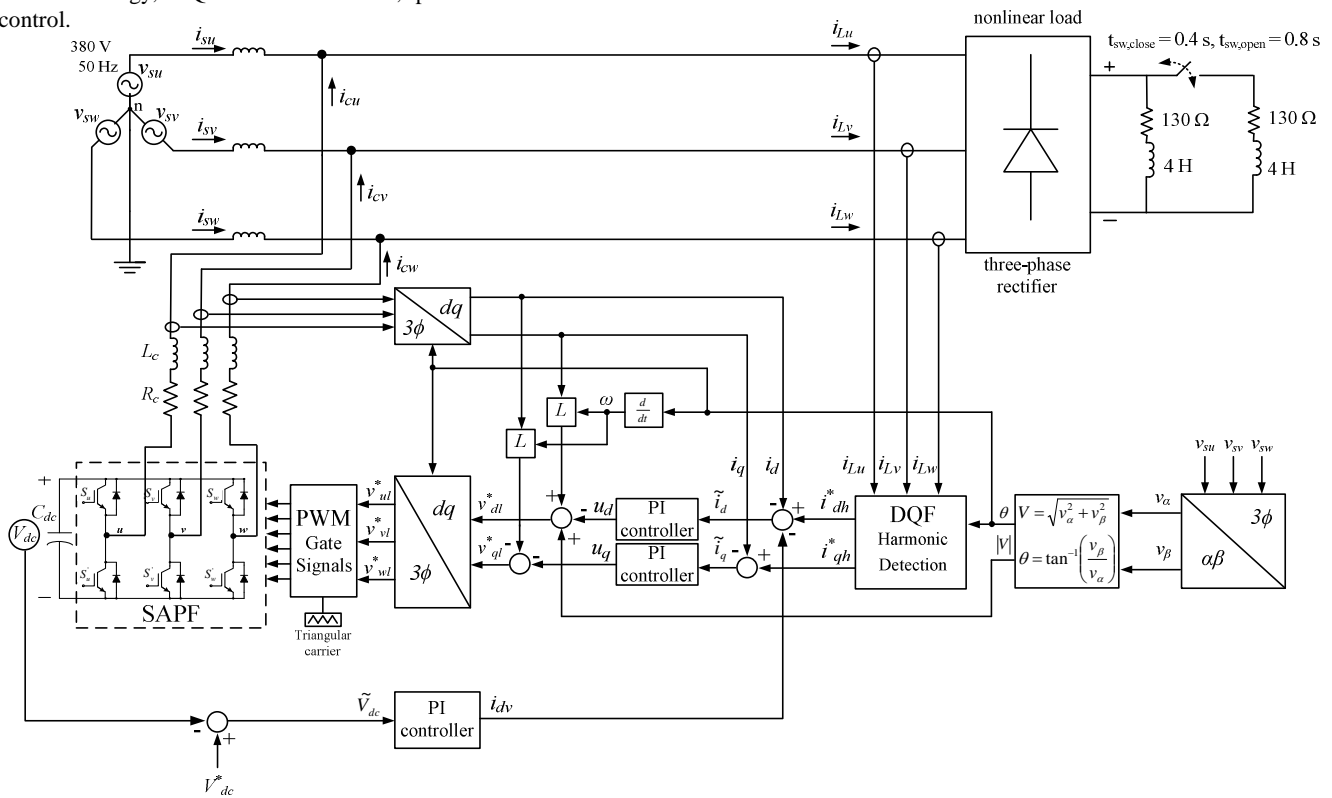 control.
nonlinear load
t_sw,close = 0.4 s, t_sw,open = 0.8 s
380 V
50 Hz
v_su
v_sw
v_sv
n
i_su
i_sv
i_sw
i_cu
i_cv
i_cw
i_Lu
i_Lv
i_Lw
+
−
130 Ω
4 H
130 Ω
4 H
three-phase
rectifier
dq
3ϕ
L_c
R_c
L
L
ω
d/dt
i_q
i_d
i_Lu
i_Lv
i_Lw
v_su
v_sv
v_sw
+
C_dc
V_dc
−
S_u
S_v
S_w
u
v
w
S'_u
S'_v
S'_w
SAPF
PWM
Gate
Signals
Triangular
carrier
v*_ul
v*_vl
v*_wl
dq
3ϕ
v*_dl
v*_ql
+
-
+
-
-
u_d
u_q
PI
controller
PI
controller
ĩ_d
ĩ_q
-
+
-
-
+
i*_dh
i*_qh
DQF
Harmonic
Detection
θ
|V|
V = √(v_α² + v_β²)
θ = tan⁻¹(v_β/v_α)
v_α
v_β
3ϕ
αβ
-
+
V*_dc
Ṽ_dc
PI
controller
i_dv